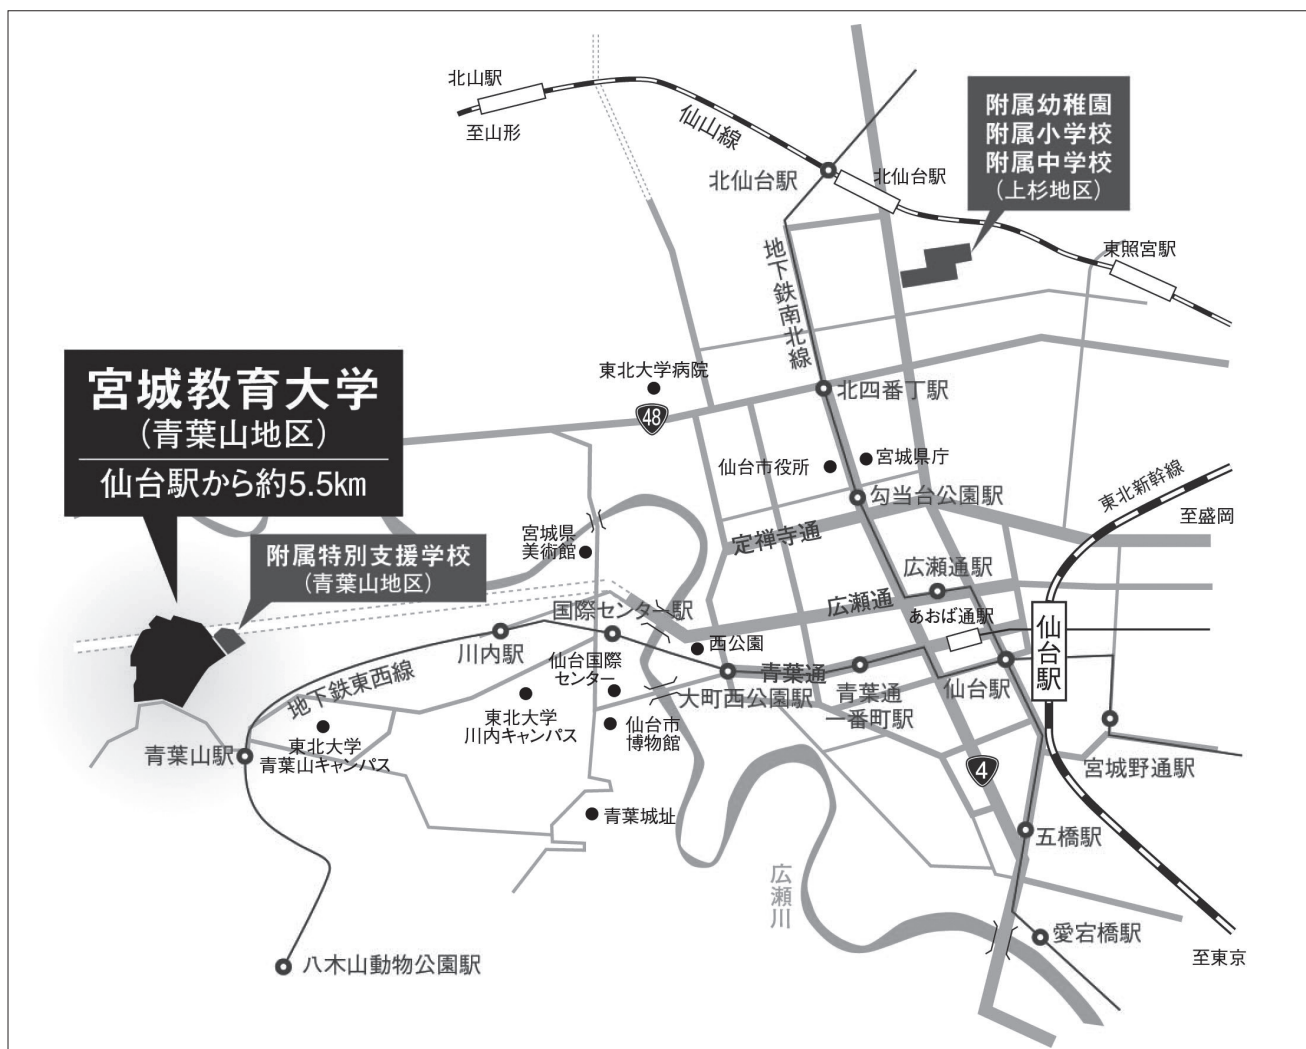 北山駅
至山形
仙山線
北仙台駅
北仙台駅
附属幼稚園
附属小学校
附属中学校
(上杉地区)
東照宮駅
地下鉄南北線
宮城教育大学
(青葉山地区)
仙台駅から約5.5km
東北大学病院
48
北四番丁駅
仙台市役所
宮城県庁
勾当台公園駅
東北新幹線
至盛岡
定禅寺通
宮城県
美術館
附属特別支援学校
(青葉山地区)
広瀬通駅
広瀬通
あおば通駅
国際センター駅
西公園
川内駅
仙台国際
センター
青葉通
大町西公園駅
青葉通
一番町駅
仙台駅
仙台駅
地下鉄東西線
東北大学
川内キャンパス
仙台市
博物館
青葉山駅
東北大学
青葉山キャンパス
4
宮城野通駅
青葉城址
五橋駅
広瀬川
愛宕橋駅
至東京
八木山動物公園駅